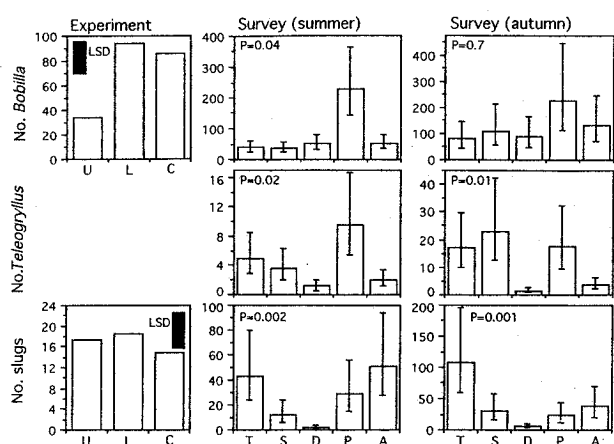 Experiment Survey (summer) Survey (autumn)
No. Bobilla
100
80
60
40
20
0
LSD
U L C
400
300
200
100
0
P=0.04
400
300
200
100
0
P=0.7
No. Teleogryllus
16
12
8
4
0
P=0.02
40
30
20
10
0
P=0.01
No. slugs
24
20
16
12
8
4
0
LSD
U L C
100
80
60
40
20
0
P=0.002
T S D P A
200
150
100
50
0
P=0.001
T S D P A